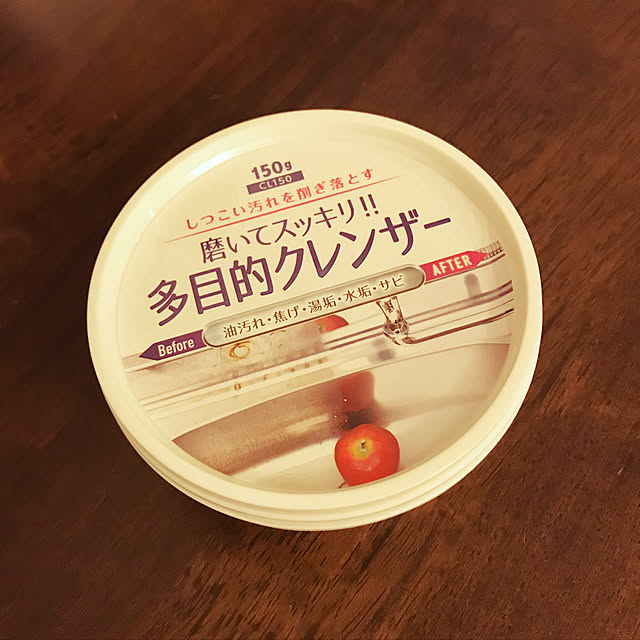 150g
CL150
しつこい汚れを削ぎ落とす
磨いてスッキリ!!
多目的クレンザー
AFTER
油汚れ・焦げ・湯垢・水垢・サビ
Before